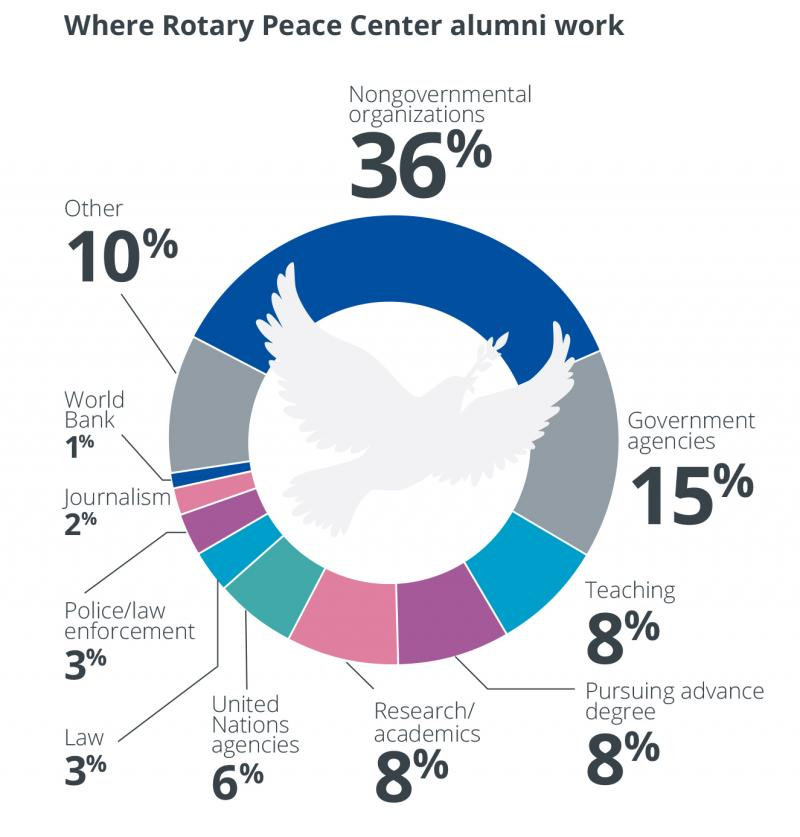 Where Rotary Peace Center alumni work
Nongovernmental
organizations
36%
Other
10%
World
Bank
1%
Journalism
2%
Police/law
enforcement
3%
Law
3%
United
Nations
agencies
6%
Research/
academics
8%
Government
agencies
15%
Teaching
8%
Pursuing advance
degree
8%